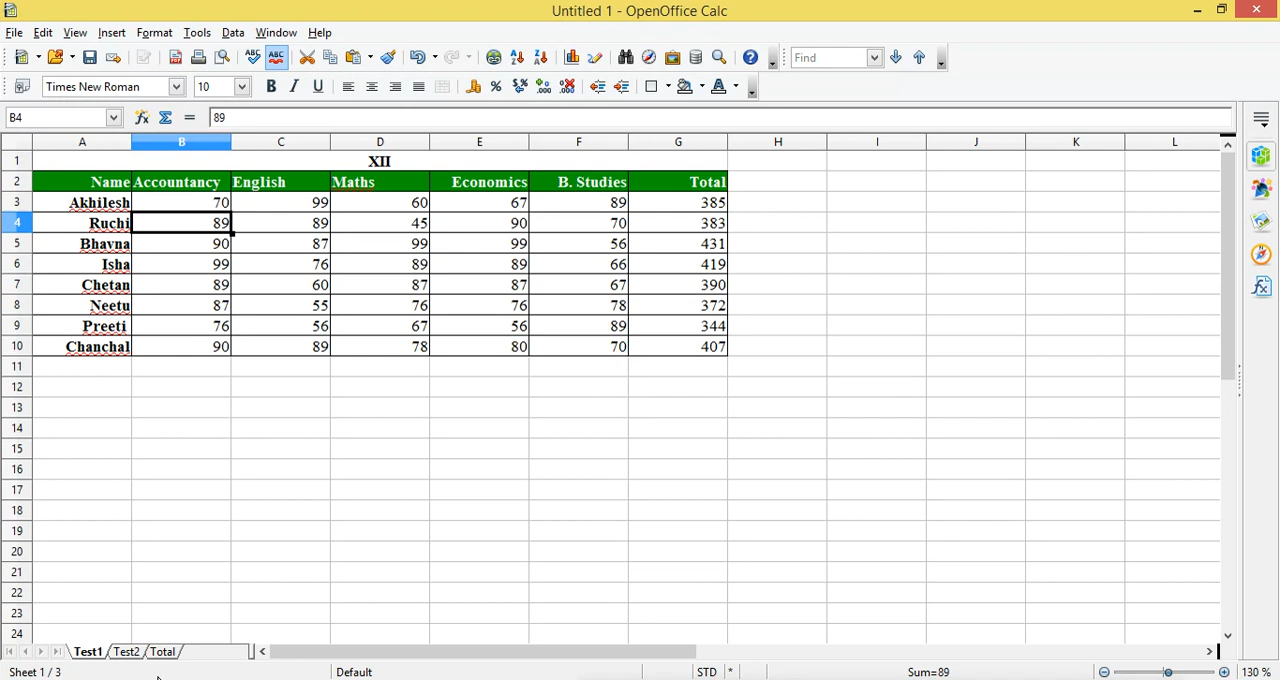 Untitled 1 - OpenOffice Calc
File Edit View Insert Format Tools Data Window Help
Find
Times New Roman 10
B4 89
A B C D E F G H I J K L
1 XII
2 Name Accountancy English Maths Economics B. Studies Total
3 Akhilesh 70 99 60 67 89 385
4 Ruchi 89 89 45 90 70 383
5 Bhavna 90 87 99 99 56 431
6 Isha 99 76 89 89 66 419
7 Chetan 89 60 87 87 67 390
8 Neetu 87 55 76 76 78 372
9 Preeti 76 56 67 56 89 344
10 Chanchal 90 89 78 80 70 407
11
12
13
14
15
16
17
18
19
20
21
22
23
24
Test1 Test2 Total
Sheet 1 / 3 Default STD * Sum=89 130 %